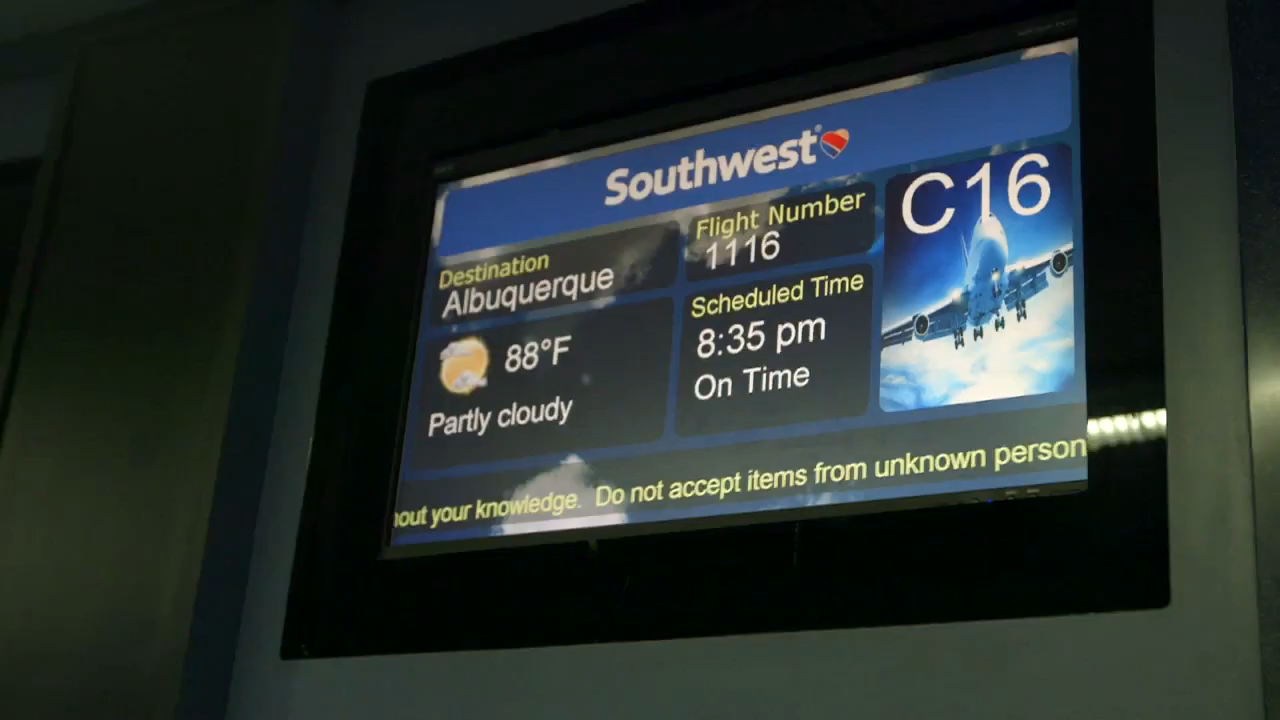 Southwest
Destination
Albuquerque
Flight Number
1116
C16
88°F
Partly cloudy
Scheduled Time
8:35 pm
On Time
your knowledge. Do not accept items from unknown person